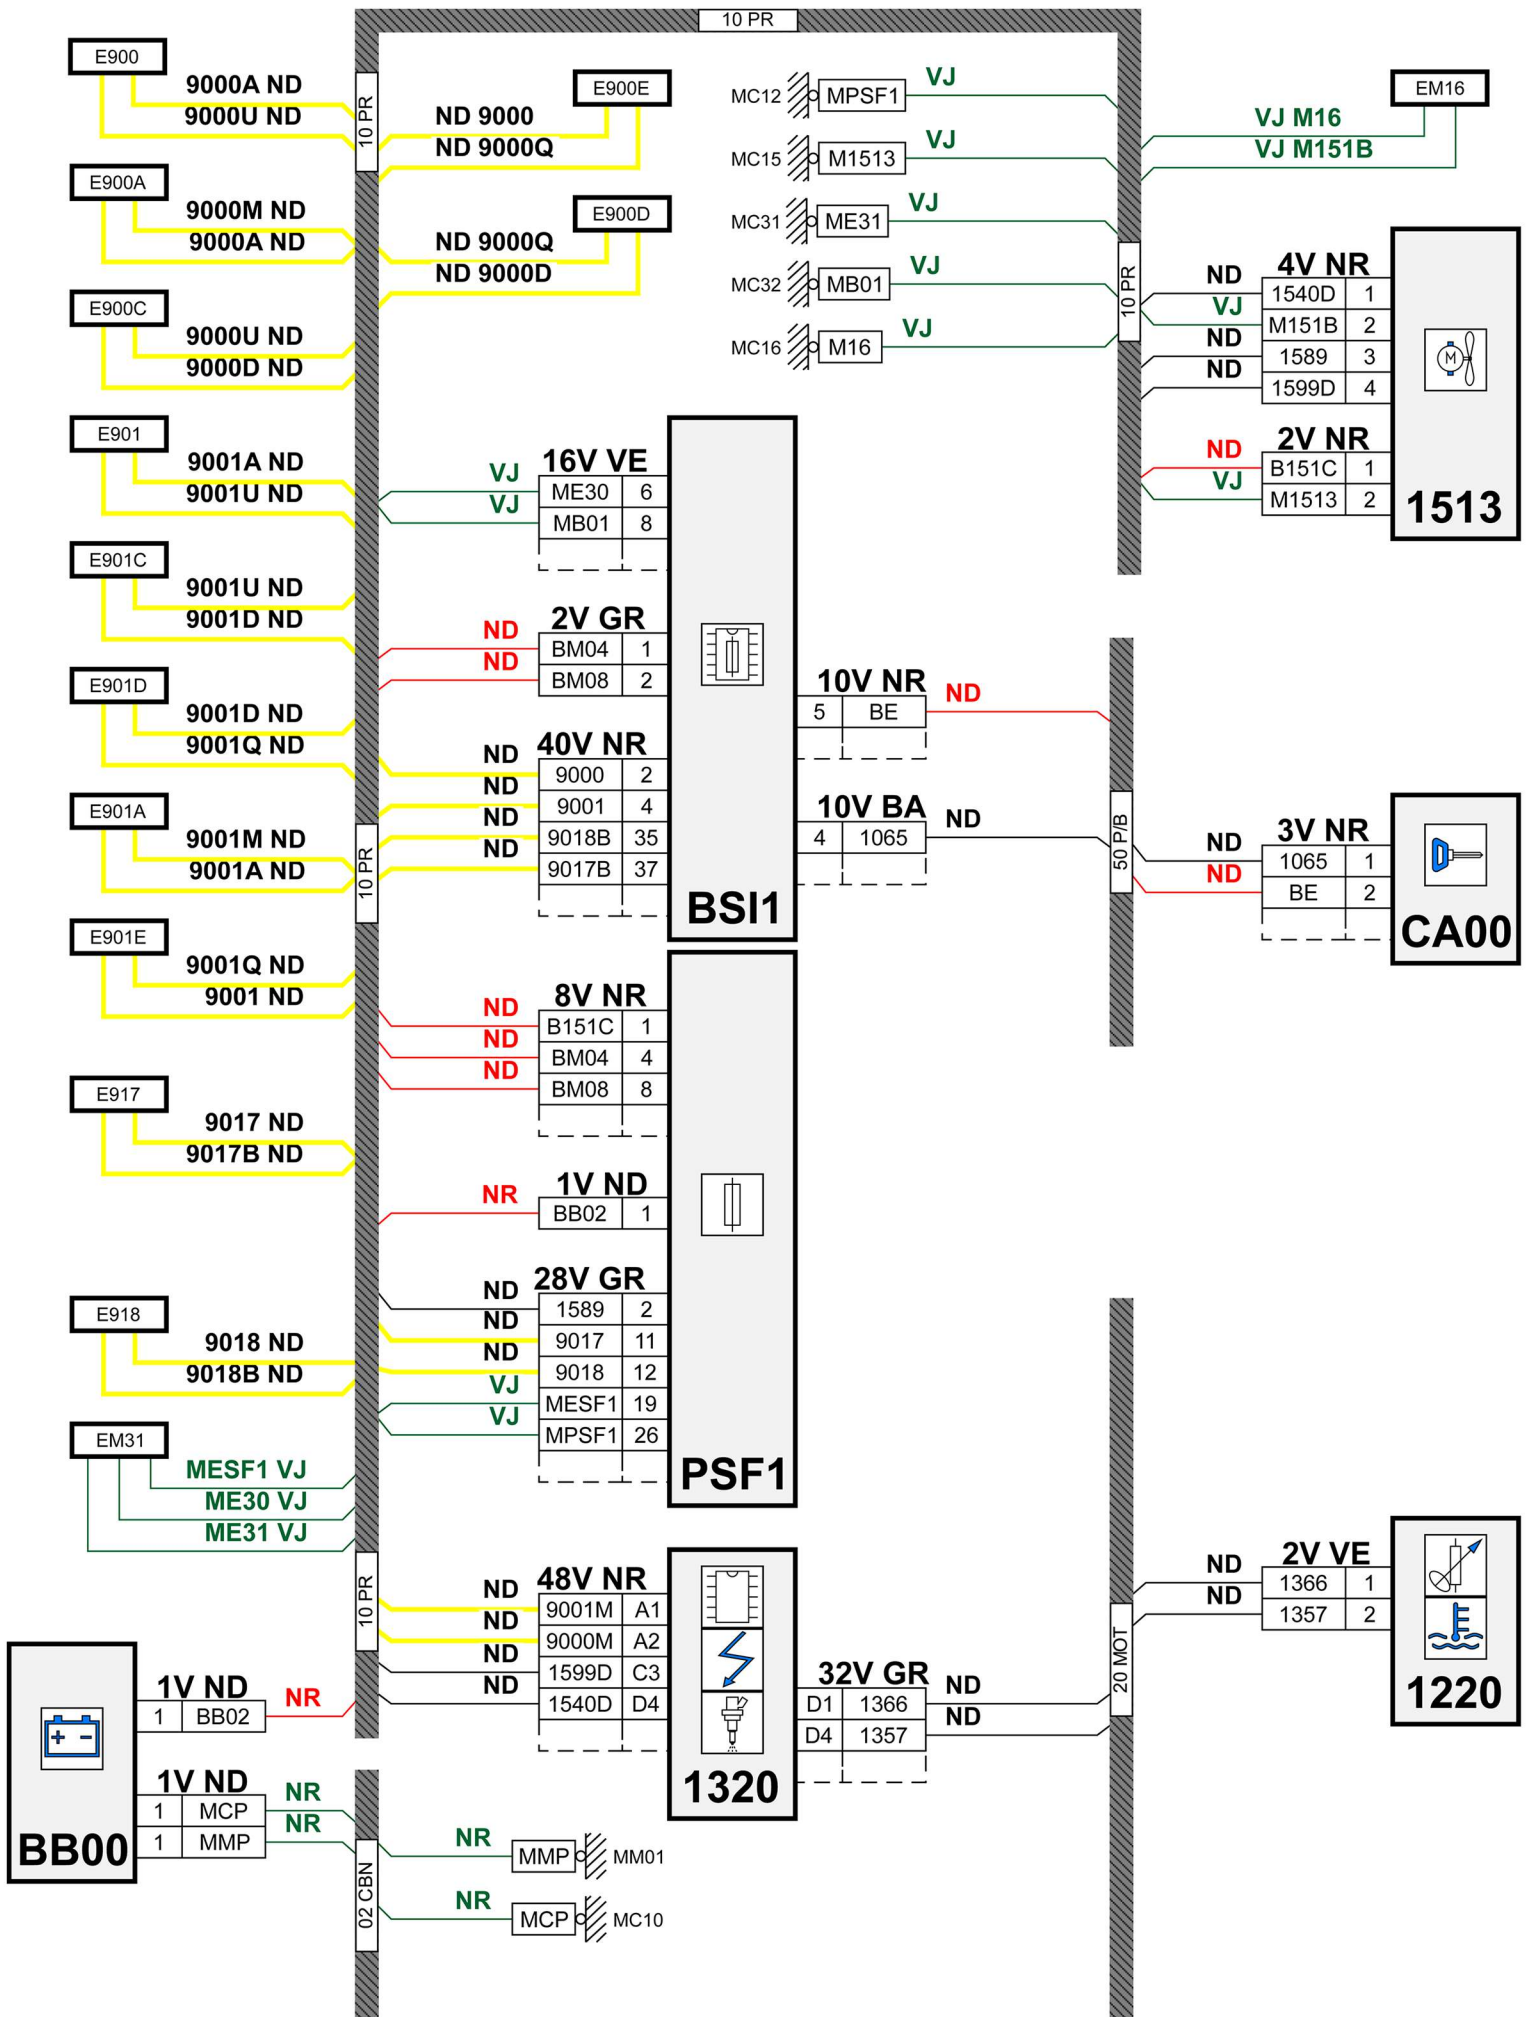 10 PR
E900
9000A ND
9000U ND
10 PR
E900E
ND 9000
ND 9000Q
E900A
9000M ND
9000A ND
E900D
ND 9000Q
ND 9000D
E900C
9000U ND
9000D ND
MC12 MPSF1 VJ
MC15 M1513 VJ
MC31 ME31 VJ
MC32 MB01 VJ
MC16 M16 VJ
10 PR
EM16
VJ M16
VJ M151B
4V NR
ND 1540D 1
VJ M151B 2
ND 1589 3
ND 1599D 4
2V NR
ND B151C 1
VJ M1513 2
M
1513
E901
9001A ND
9001U ND
E901C
9001U ND
9001D ND
E901D
9001D ND
9001Q ND
E901A
9001M ND
9001A ND
10 PR
E901E
9001Q ND
9001 ND
16V VE
VJ ME30 6
VJ MB01 8
2V GR
ND BM04 1
ND BM08 2
40V NR
ND 9000 2
ND 9001 4
ND 9018B 35
ND 9017B 37
BSI1
10V NR
5 BE ND
10V BA
4 1065 ND
50 P/B
3V NR
ND 1065 1
ND BE 2
CA00
E917
9017 ND
9017B ND
E918
9018 ND
9018B ND
EM31
MESF1 VJ
ME30 VJ
ME31 VJ
10 PR
8V NR
ND B151C 1
ND BM04 4
ND BM08 8
1V ND
NR BB02 1
28V GR
ND 1589 2
ND 9017 11
ND 9018 12
VJ MESF1 19
VJ MPSF1 26
PSF1
48V NR
ND 9001M A1
ND 9000M A2
ND 1599D C3
ND 1540D D4
1320
32V GR
D1 1366 ND
D4 1357 ND
20 MOT
2V VE
ND 1366 1
ND 1357 2
1220
1V ND
1 BB02 NR
1V ND
1 MCP NR
1 MMP NR
+ -
BB00
02 CBN
NR MMP MM01
NR MCP MC10